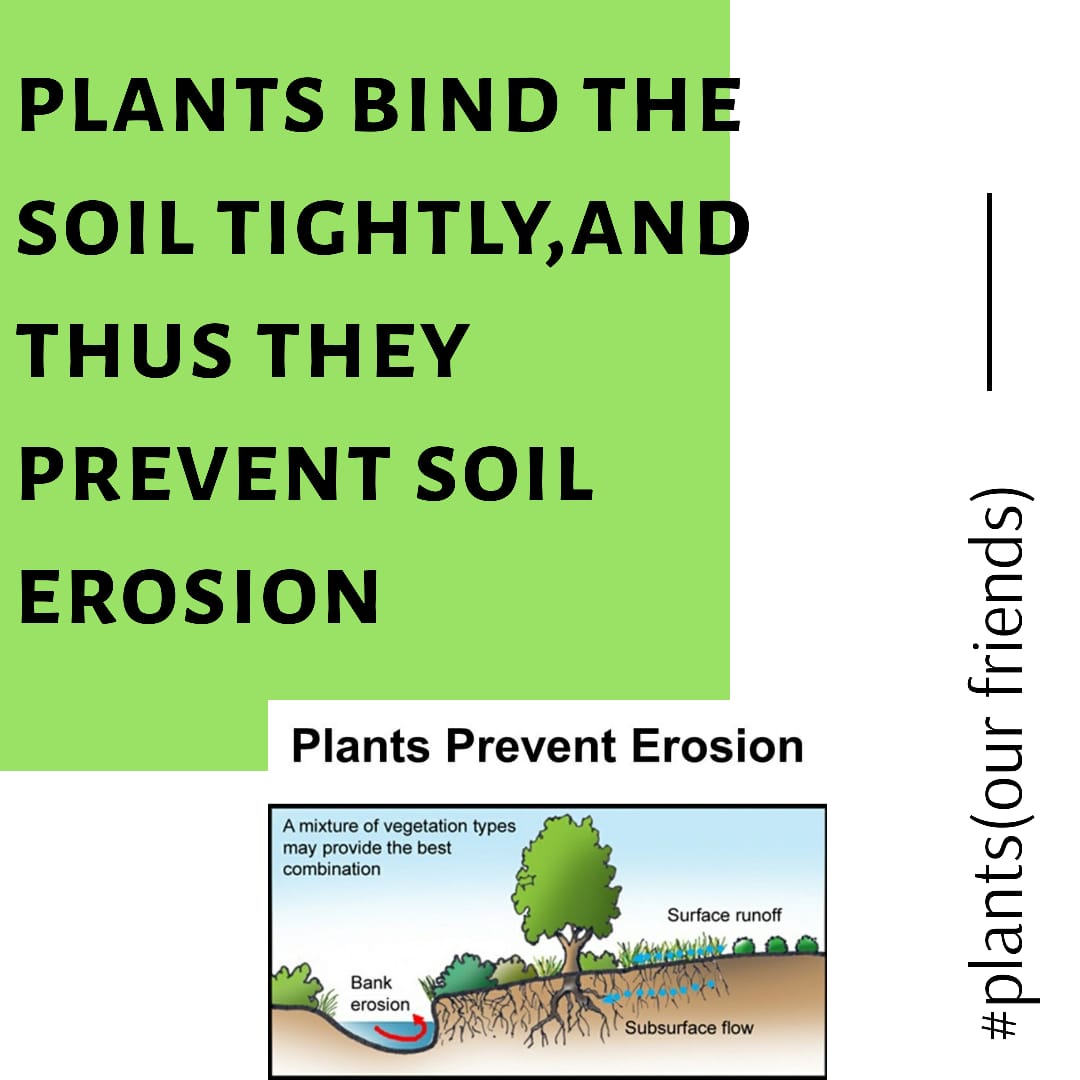 PLANTS BIND THE
SOIL TIGHTLY,AND
THUS THEY
PREVENT SOIL
EROSION
#plants(our friends)
Plants Prevent Erosion
A mixture of vegetation types
may provide the best
combination
Surface runoff
Bank
erosion
Subsurface flow